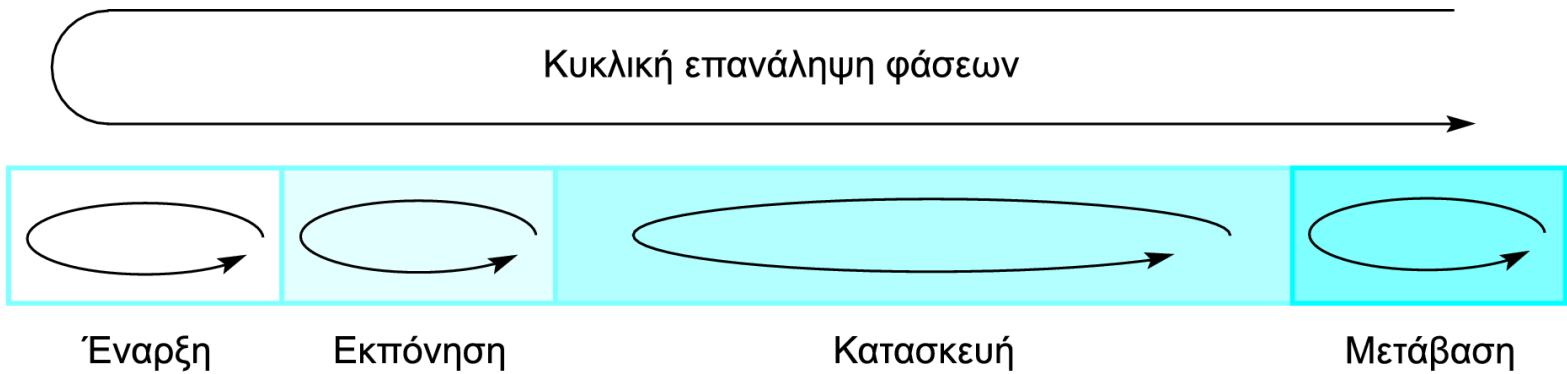 Κυκλική επανάληψη φάσεων
Έναρξη
Εκπόνηση
Κατασκευή
Μετάβαση